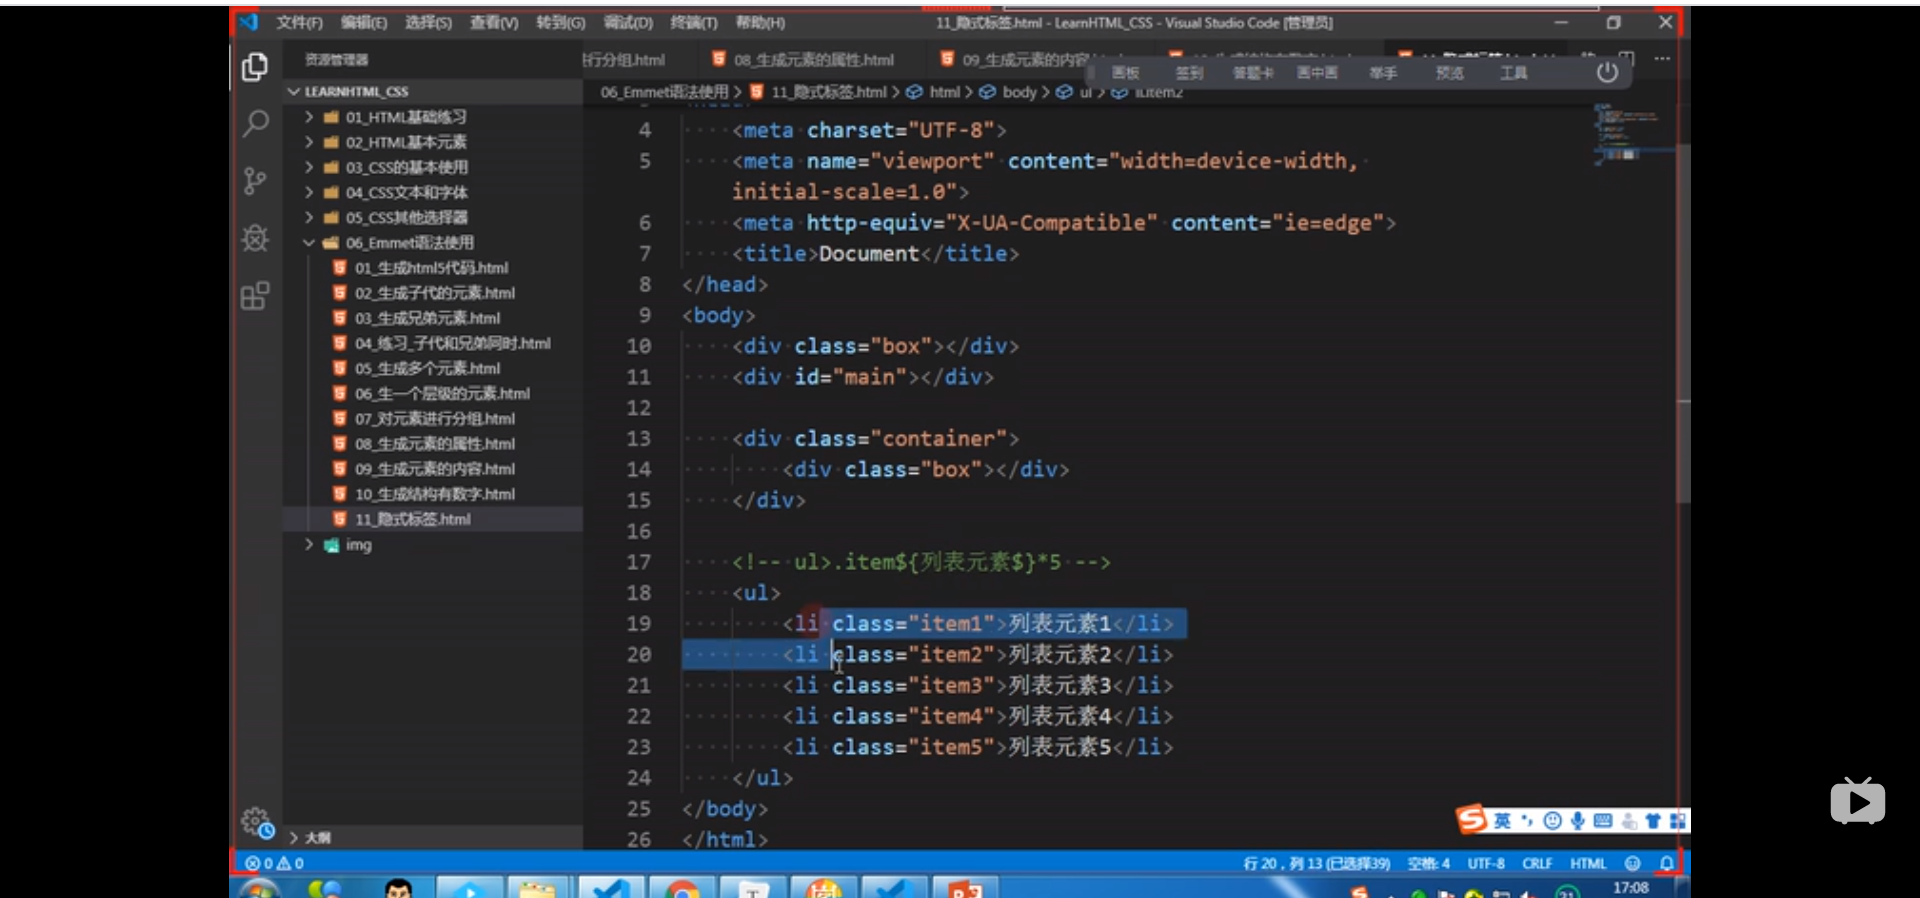 文件(F) 编辑(E) 选择(S) 查看(V) 转到(G) 调试(D) 终端(T) 帮助(H) 11_隐式标签.html - LearnHTML_CSS - Visual Studio Code [管理员]
资源管理器
行分组.html 08_生成元素的属性.html 09_生成元素的内容
画板 签到 答题卡 画中画 举手 预览 工具
06_Emmet语法使用 > 11_隐式标签.html > html > body > ul > li.item2
LEARNHTML_CSS
01_HTML基础练习
02_HTML基本元素
03_CSS的基本使用
04_CSS文本和字体
05_CSS其他选择器
06_Emmet语法使用
01_生成html5代码.html
02_生成子代的元素.html
03_生成兄弟元素.html
04_练习_子代和兄弟同时.html
05_生成多个元素.html
06_生一个层级的元素.html
07_对元素进行分组.html
08_生成元素的属性.html
09_生成元素的内容.html
10_生成结构有数字.html
11_隐式标签.html
img
大纲
4 <meta charset="UTF-8">
5 <meta name="viewport" content="width=device-width,
initial-scale=1.0">
6 <meta http-equiv="X-UA-Compatible" content="ie=edge">
7 <title>Document</title>
8 </head>
9 <body>
10 <div class="box"></div>
11 <div id="main"></div>
12
13 <div class="container">
14 <div class="box"></div>
15 </div>
16
17 <!-- ul>.item${列表元素$}*5 -->
18 <ul>
19 <li class="item1">列表元素1</li>
20 <li class="item2">列表元素2</li>
21 <li class="item3">列表元素3</li>
22 <li class="item4">列表元素4</li>
23 <li class="item5">列表元素5</li>
24 </ul>
25 </body>
26 </html>
英
0 0 行 20，列 13 (已选择39) 空格: 4 UTF-8 CRLF HTML
17:08